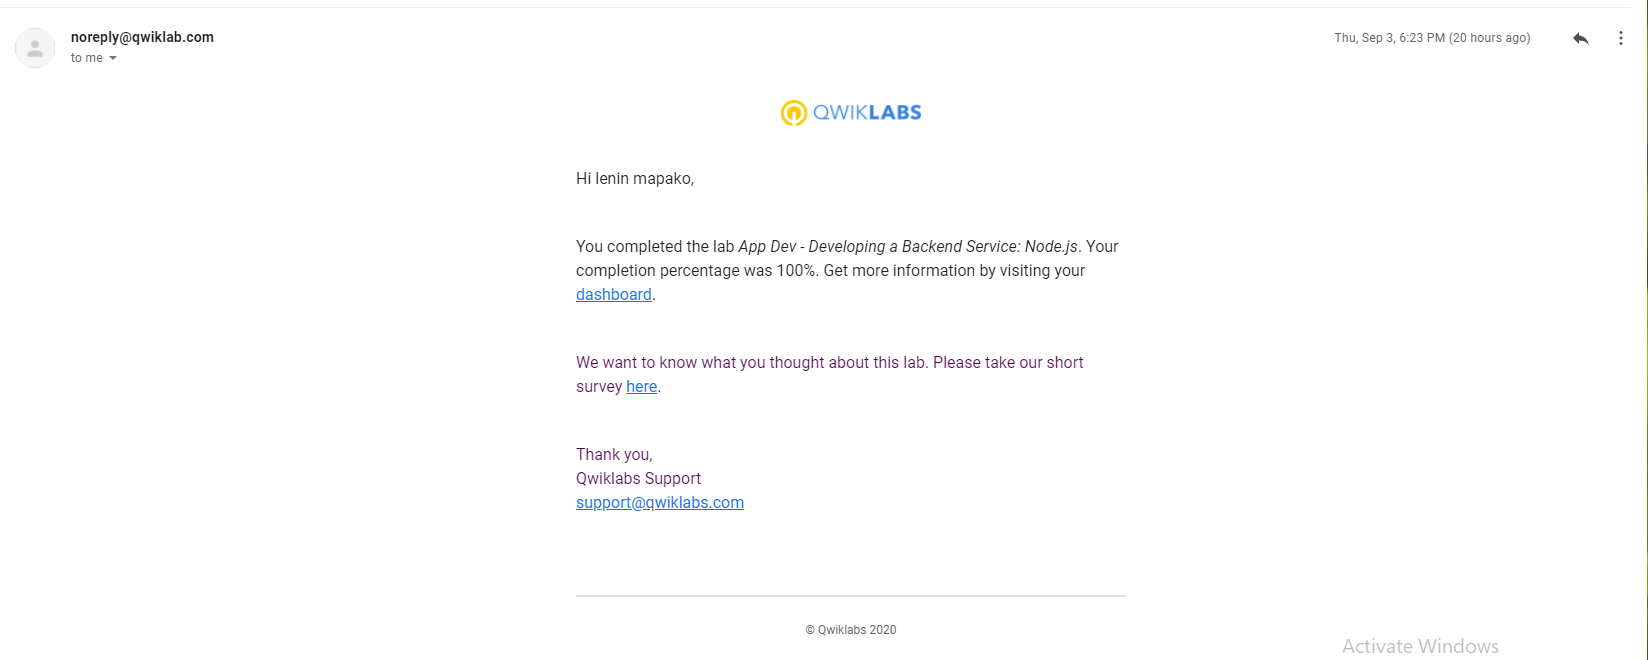 noreply@qwiklab.com
Thu, Sep 3, 6:23 PM (20 hours ago)
to me
QWIKLABS
Hi lenin mapako,
You completed the lab App Dev - Developing a Backend Service: Node.js. Your
completion percentage was 100%. Get more information by visiting your
dashboard.
We want to know what you thought about this lab. Please take our short
survey here.
Thank you,
Qwiklabs Support
support@qwiklabs.com
© Qwiklabs 2020
Activate Windows